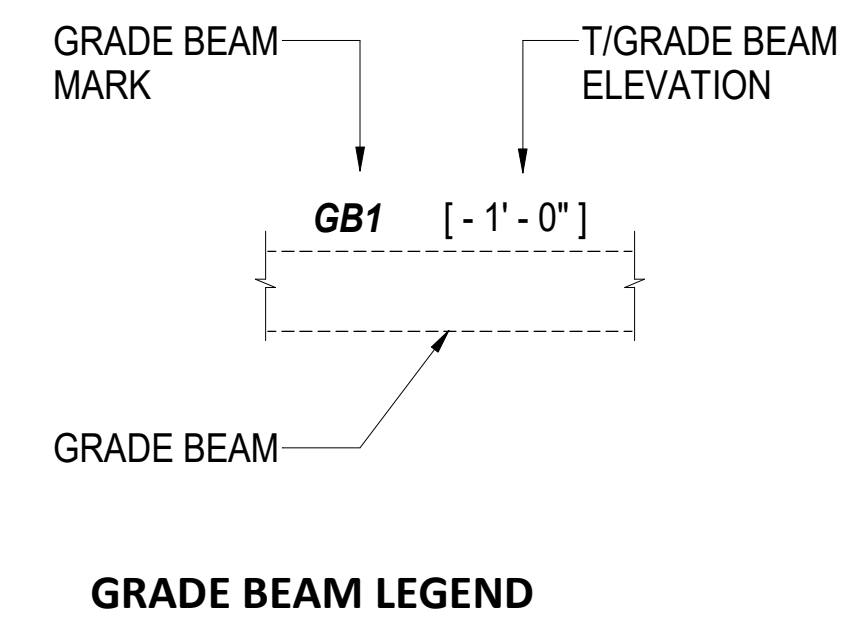 GRADE BEAM
MARK
T/GRADE BEAM
ELEVATION
GB1 [ - 1' - 0" ]
GRADE BEAM
GRADE BEAM LEGEND